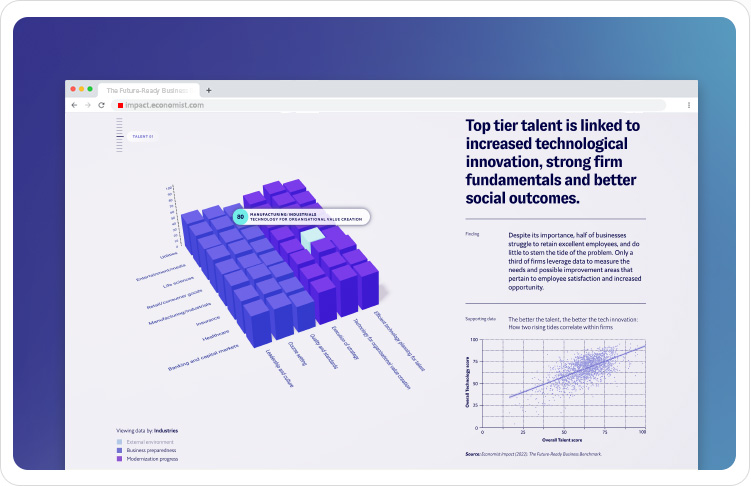 The Future-Ready Business
impact.economist.com
TALENT 01
Top tier talent is linked to
increased technological
innovation, strong firm
fundamentals and better
social outcomes.
Finding
Despite its importance, half of businesses
struggle to retain excellent employees, and do
little to stem the tide of the problem. Only a
third of firms leverage data to measure the
needs and possible improvement areas that
pertain to employee satisfaction and increased
opportunity.
Supporting data
The better the talent, the better the tech innovation:
How two rising tides correlate within firms
100
75
50
25
0
0
25
50
75
100
Overall Technology score
Overall Talent score
Source: Economist Impact (2022), The Future-Ready Business Benchmark.
80
MANUFACTURING/INDUSTRIALS
TECHNOLOGY FOR ORGANISATIONAL VALUE CREATION
Utilities
Entertainment/media
Life sciences
Retail/consumer goods
Manufacturing/industrials
Insurance
Healthcare
Banking and capital markets
Leadership and culture
Course setting
Quality and standards
Execution of strategy
Technology for organisational value creation
Efficient technology planning for talent
Viewing data by: Industries
External environment
Business preparedness
Modernization progress